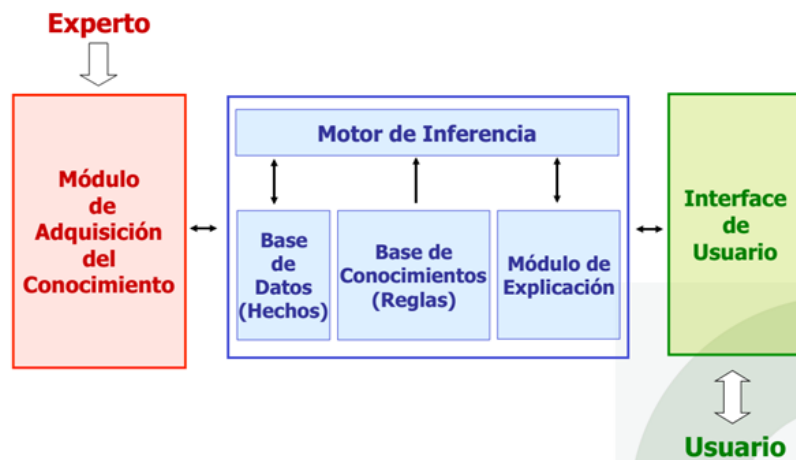 Experto
Módulo
de
Adquisición
del
Conocimiento
Motor de Inferencia
Base
de
Datos
(Hechos)
Base de
Conocimientos
(Reglas)
Módulo de
Explicación
Interface
de
Usuario
Usuario